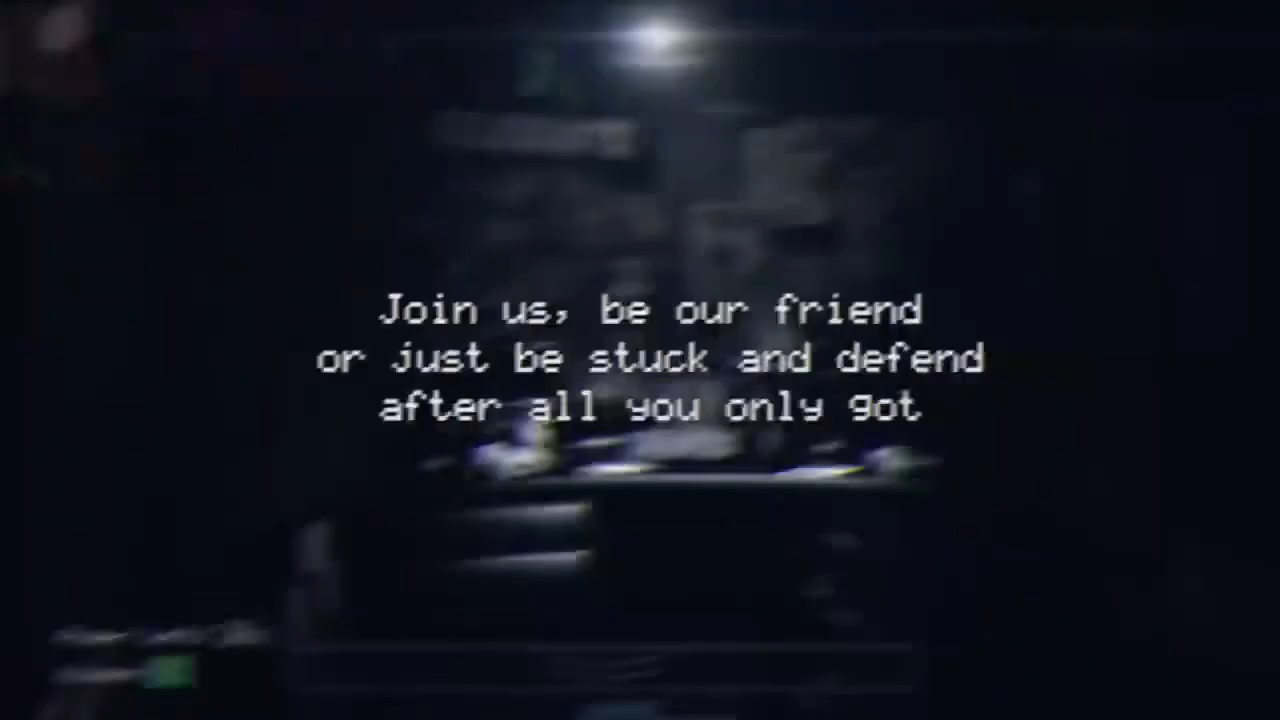 Join us, be our friend
or just be stuck and defend
after all you only got